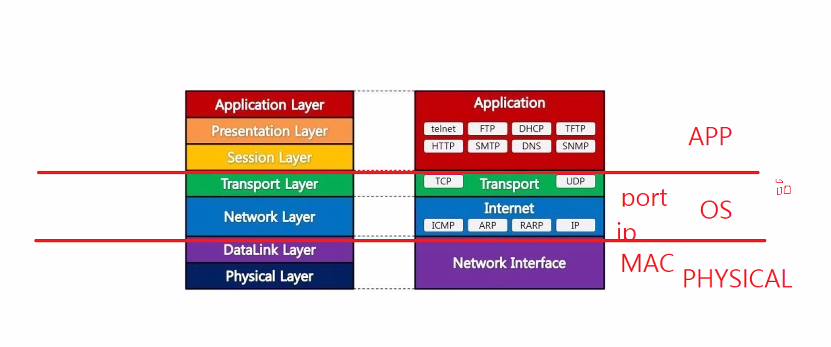 Application Layer
Presentation Layer
Session Layer
Transport Layer
Network Layer
DataLink Layer
Physical Layer
Application
telnet FTP DHCP TFTP
HTTP SMTP DNS SNMP
TCP Transport UDP
Internet
ICMP ARP RARP IP
Network Interface
APP
port
OS
ip
MAC
PHYSICAL